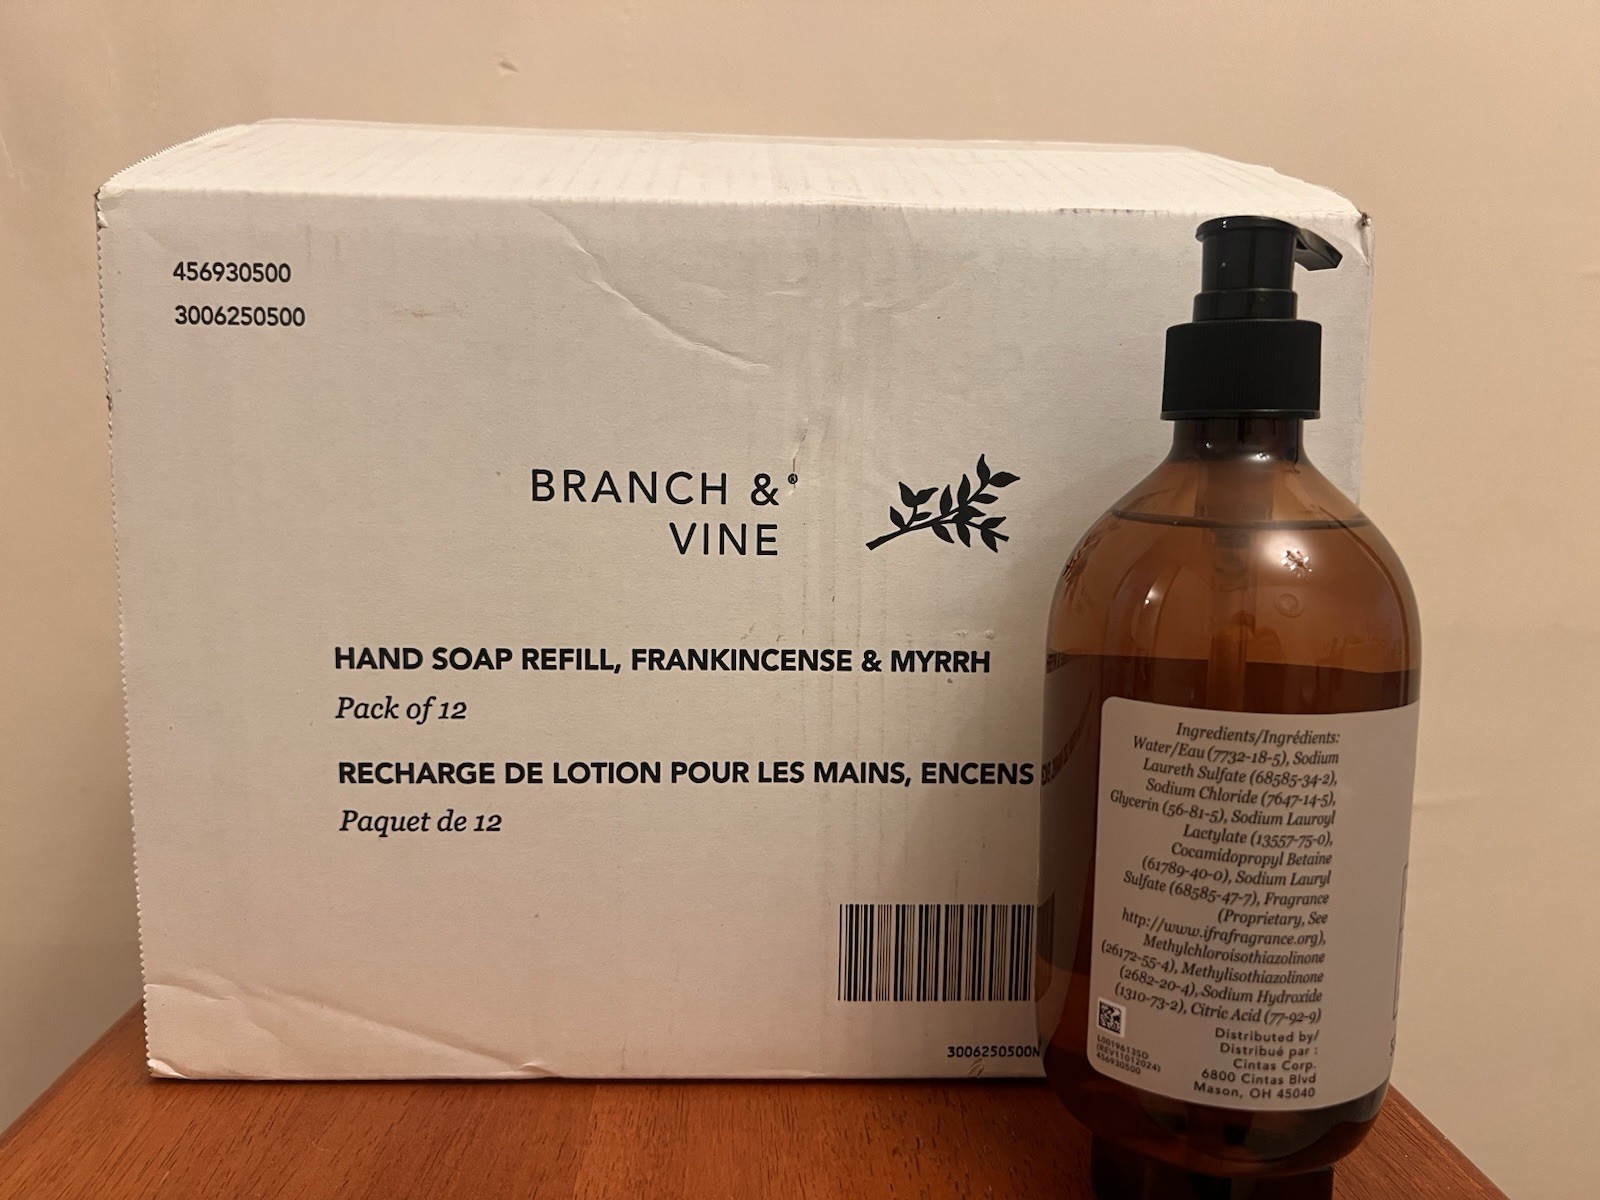 456930500
3006250500
BRANCH &®
VINE
HAND SOAP REFILL, FRANKINCENSE & MYRRH
Pack of 12
RECHARGE DE LOTION POUR LES MAINS, ENCENS
Paquet de 12
3006250500
Ingredients/Ingrédients:
Water/Eau (7732-18-5), Sodium
Laureth Sulfate (68585-34-2),
Sodium Chloride (7647-14-5),
Glycerin (56-81-5), Sodium Lauroyl
Lactylate (13557-75-0),
Cocamidopropyl Betaine
(61789-40-0), Sodium Lauryl
Sulfate (68585-47-7), Fragrance
(Proprietary, See
http://www.ifrafragrance.org),
Methylchloroisothiazolinone
(26172-55-4), Methylisothiazolinone
(2682-20-4), Sodium Hydroxide
(1310-73-2), Citric Acid (77-92-9)
Distributed by/
Distribué par :
Cintas Corp.
6800 Cintas Blvd
Mason, OH 45040
L00196135D
(REV11012024)
456930500